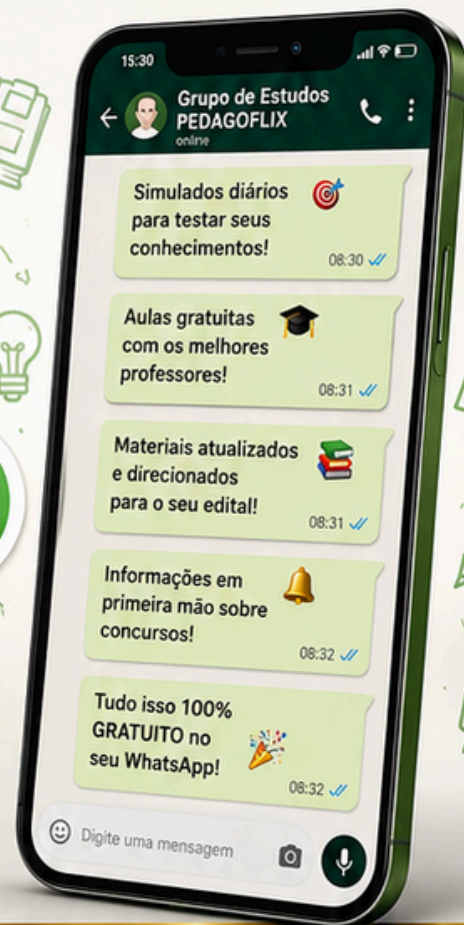 15:30
Grupo de Estudos
PEDAGOFLIX
online
Simulados diários
para testar seus
conhecimentos!
08:30
Aulas gratuitas
com os melhores
professores!
08:31
Materiais atualizados
e direcionados
para o seu edital!
08:31
Informações em
primeira mão sobre
concursos!
08:32
Tudo isso 100%
GRATUITO no
seu WhatsApp!
08:32
Digite uma mensagem